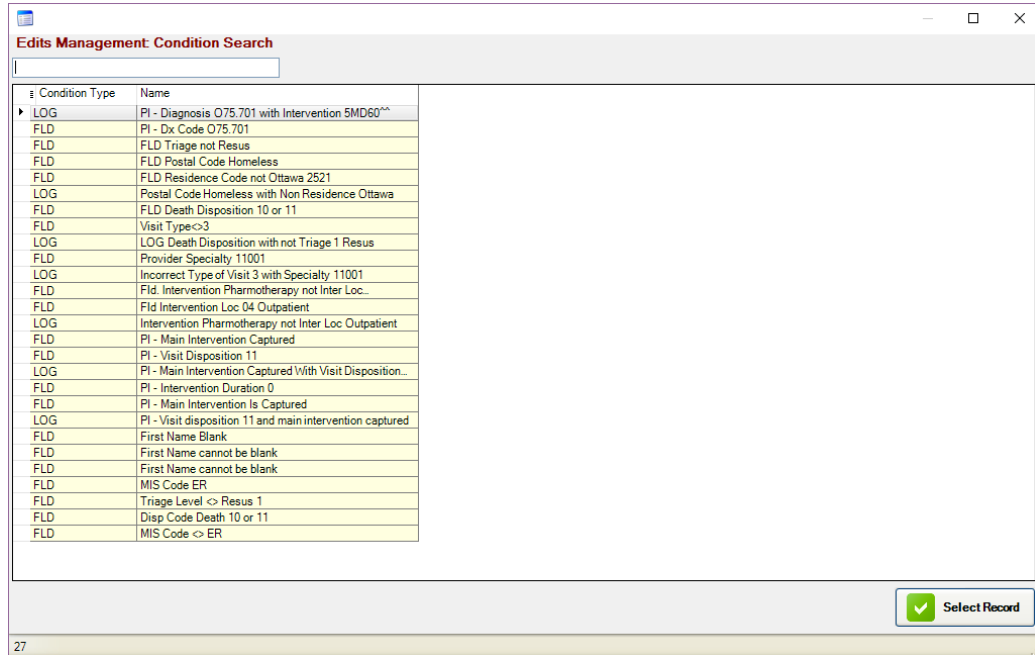 Edits Management: Condition Search
Condition Type Name
LOG PI - Diagnosis O75.701 with Intervention 5MD60^^
FLD PI - Dx Code O75.701
FLD FLD Triage not Resus
FLD FLD Postal Code Homeless
FLD FLD Residence Code not Ottawa 2521
LOG Postal Code Homeless with Non Residence Ottawa
FLD FLD Death Disposition 10 or 11
FLD Visit Type<>3
LOG LOG Death Disposition with not Triage 1 Resus
FLD Provider Specialty 11001
LOG Incorrect Type of Visit 3 with Specialty 11001
FLD Fld. Intervention Pharmotherapy not Inter Loc...
FLD Fld Intervention Loc 04 Outpatient
LOG Intervention Pharmotherapy not Inter Loc Outpatient
FLD PI - Main Intervention Captured
FLD PI - Visit Disposition 11
LOG PI - Main Intervention Captured With Visit Disposition...
FLD PI - Intervention Duration 0
FLD PI - Main Intervention Is Captured
LOG PI - Visit disposition 11 and main intervention captured
FLD First Name Blank
FLD First Name cannot be blank
FLD First Name cannot be blank
FLD MIS Code ER
FLD Triage Level <> Resus 1
FLD Disp Code Death 10 or 11
FLD MIS Code <> ER
Select Record
27